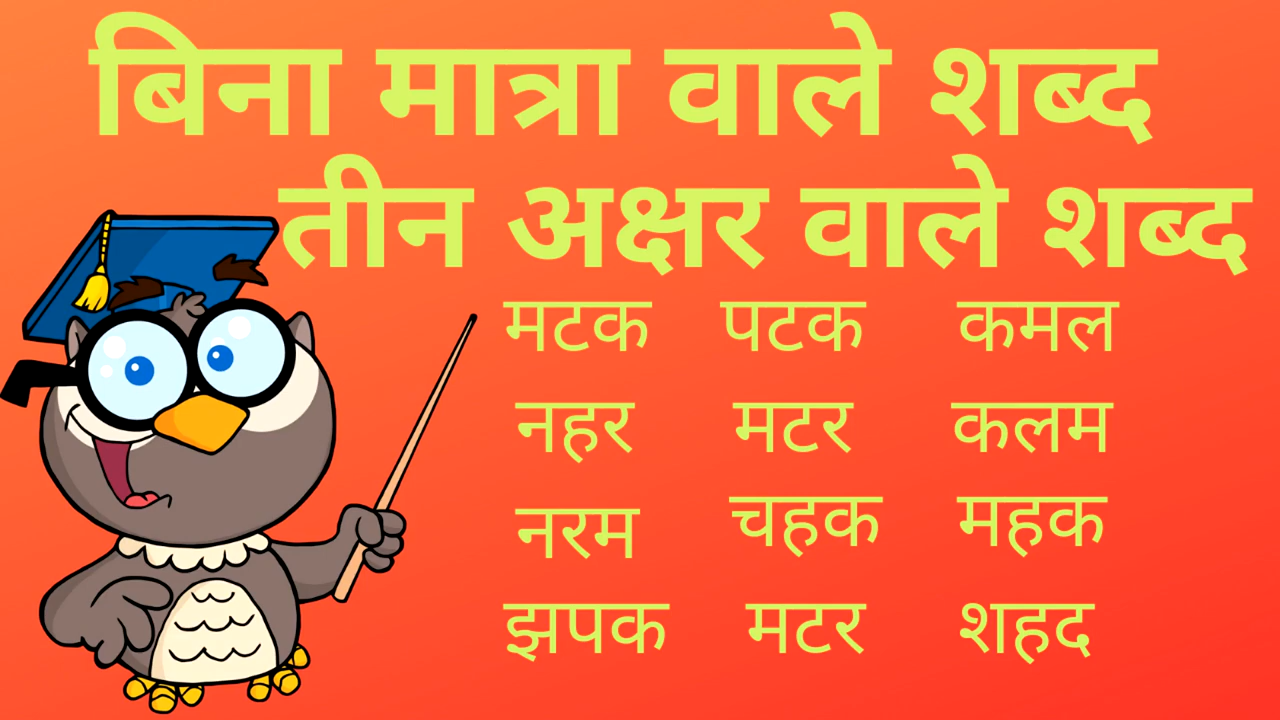 बिना मात्रा वाले शब्द
तीन अक्षर वाले शब्द
मटक पटक कमल
नहर मटर कलम
नरम चहक महक
झपक मटर शहद